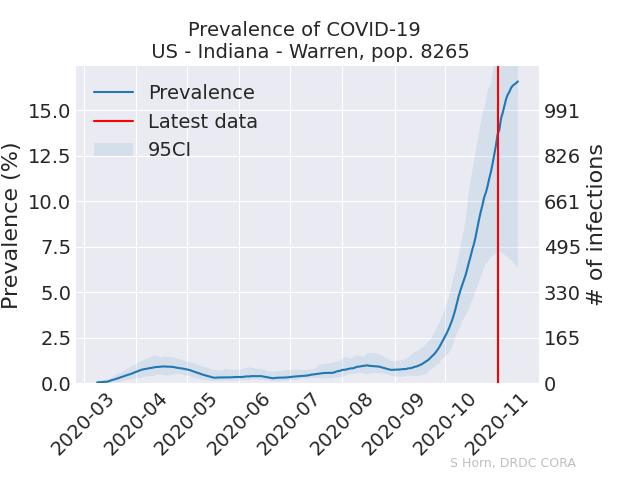 Prevalence of COVID-19
US - Indiana - Warren, pop. 8265
Prevalence
Latest data
95CI
Prevalence (%)
15.0
12.5
10.0
7.5
5.0
2.5
0.0
991
826
661
495
330
165
0
# of infections
2020-03
2020-04
2020-05
2020-06
2020-07
2020-08
2020-09
2020-10
2020-11
S Horn, DRDC CORA